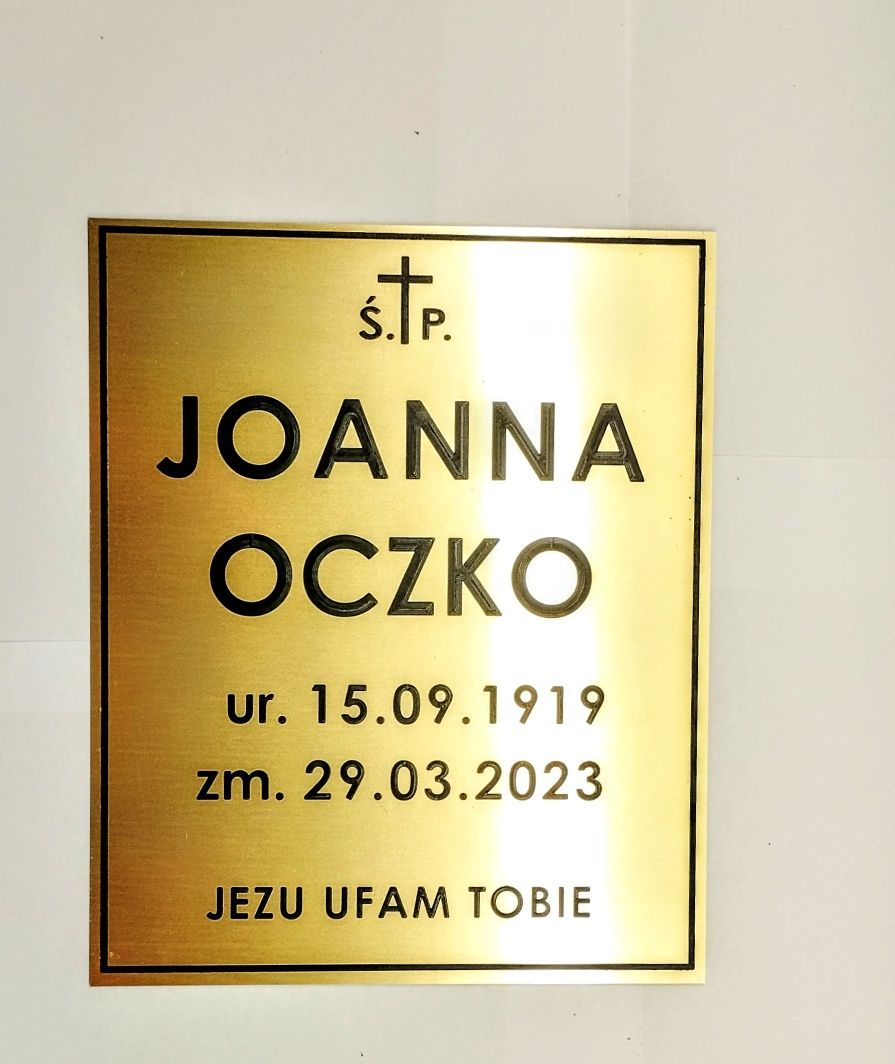 Ś. P.
JOANNA
OCZKO
ur. 15.09.1919
zm. 29.03.2023
JEZU UFAM TOBIE